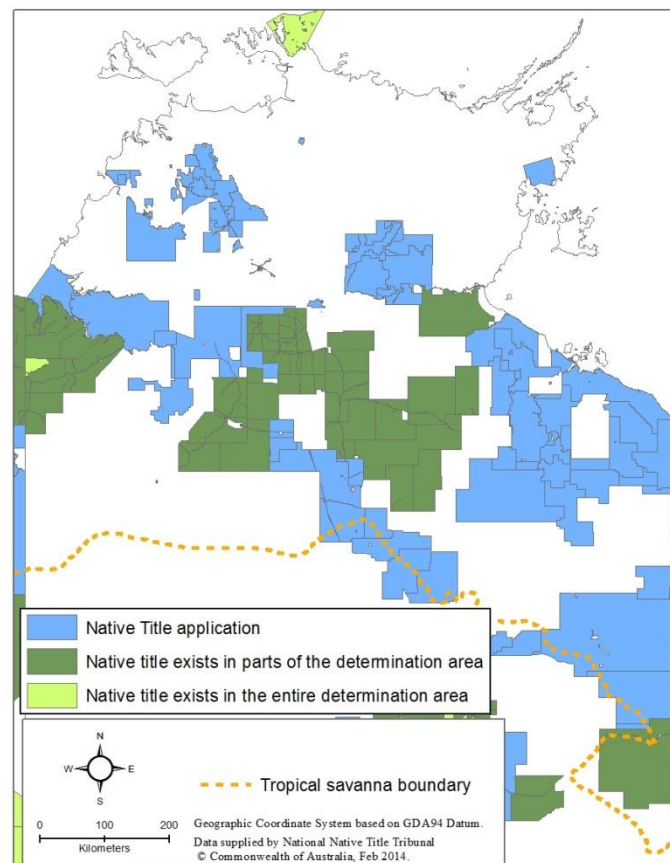 Native Title application
Native title exists in parts of the determination area
Native title exists in the entire determination area
N
W E
S
0 100 200
Kilometers
Tropical savanna boundary
Geographic Coordinate System based on GDA94 Datum.
Data supplied by National Native Title Tribunal
© Commonwealth of Australia, Feb 2014.